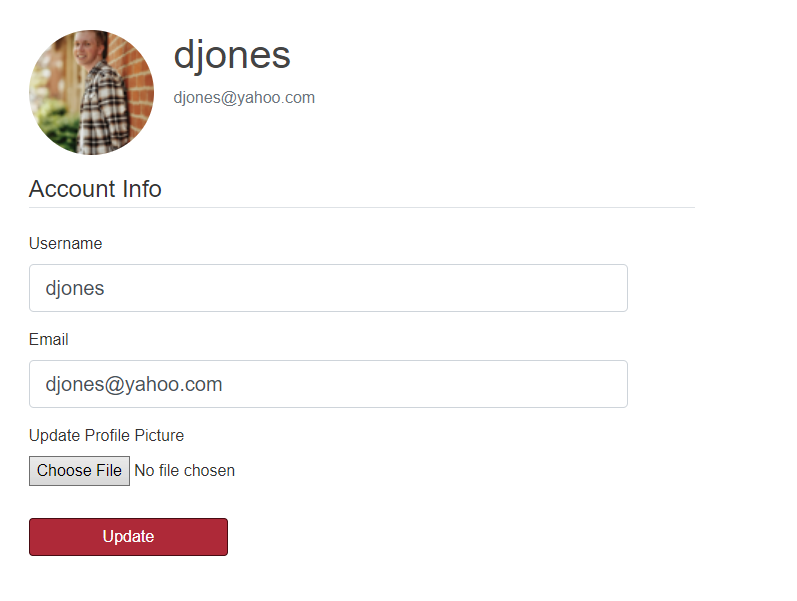 djones
djones@yahoo.com
Account Info
Username
djones
Email
djones@yahoo.com
Update Profile Picture
Choose File No file chosen
Update